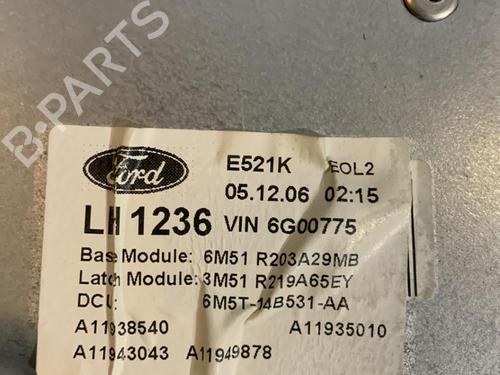 B-PARTS
Ford
E521K EOL2
05.12.06 02:15
LH 1236 VIN 6G00775
Base Module: 6M51 R203A29MB
Latch Module: 3M51 R219A65EY
DCU: 6M5T-14B531-AA
A11938540 A11935010
A11943043 A11949878